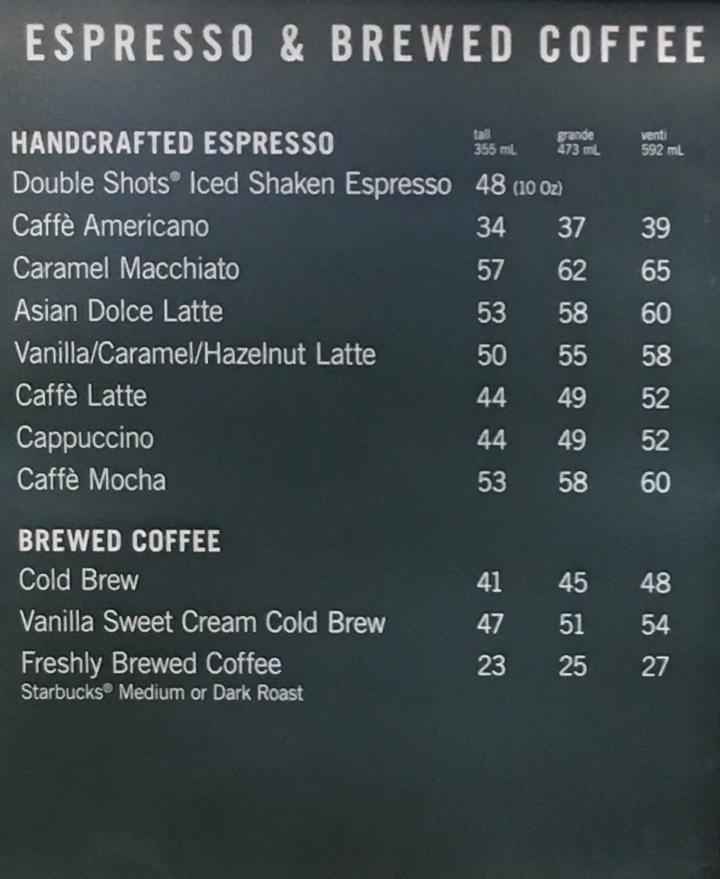 ESPRESSO & BREWED COFFEE
HANDCRAFTED ESPRESSO tall 355 mL grande 473 mL venti 592 mL
Double Shots® Iced Shaken Espresso 48 (10 Oz)
Caffè Americano 34 37 39
Caramel Macchiato 57 62 65
Asian Dolce Latte 53 58 60
Vanilla/Caramel/Hazelnut Latte 50 55 58
Caffè Latte 44 49 52
Cappuccino 44 49 52
Caffè Mocha 53 58 60
BREWED COFFEE
Cold Brew 41 45 48
Vanilla Sweet Cream Cold Brew 47 51 54
Freshly Brewed Coffee 23 25 27
Starbucks® Medium or Dark Roast